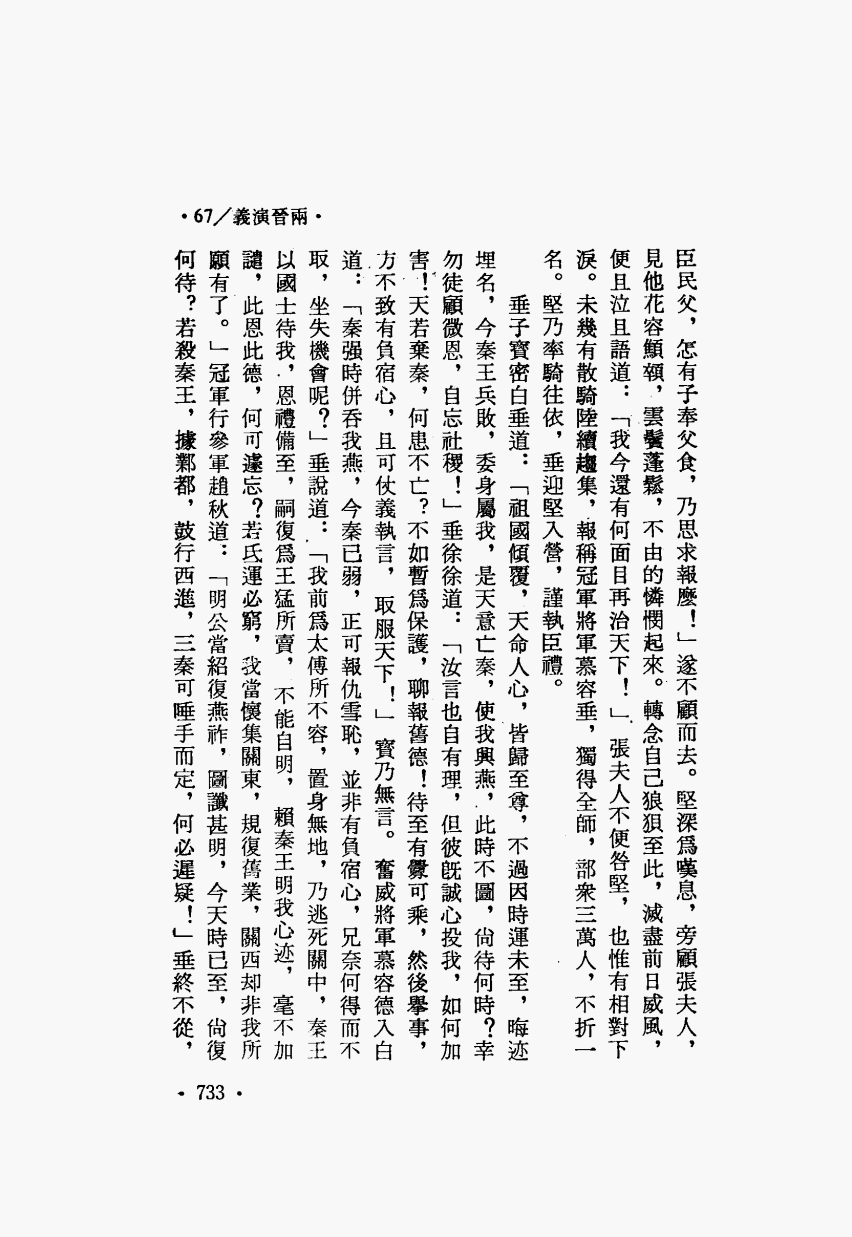 ·67╱義演晉兩·
臣民父，怎有子奉父食，乃思求報麼！」遂不顧而去。堅深爲嘆息，旁顧張夫人，
見他花容顦顇，雲鬢蓬鬆，不由的憐憫起來。轉念自己狼狽至此，滅盡前日威風，
便且泣且語道：「我今還有何面目再治天下！」張夫人不便咎堅，也惟有相對下
淚。未幾有散騎陸續趨集，報稱冠軍將軍慕容垂，獨得全師，部衆三萬人，不折一
名。堅乃率騎往依，垂迎堅入營，謹執臣禮。
垂子寶密白垂道：「祖國傾覆，天命人心，皆歸至尊，不過因時運未至，晦迹
埋名，今秦王兵敗，委身屬我，是天意亡秦，使我興燕，此時不圖，尙待何時？幸
勿徒顧微恩，自忘社稷！」垂徐徐道：「汝言也自有理，但彼旣誠心投我，如何加
害！天若棄秦，何患不亡？不如暫爲保護，聊報舊德！待至有釁可乘，然後擧事，
方不致有負宿心，且可仗義執言，取服天下！」寶乃無言。奮威將軍慕容德入白
道：「秦强時併吞我燕，今秦已弱，正可報仇雪恥，並非有負宿心，兄奈何得而不
取，坐失機會呢？」垂說道：「我前爲太傅所不容，置身無地，乃逃死關中，秦王
以國士待我，恩禮備至，嗣復爲王猛所賣，不能自明，賴秦王明我心迹，毫不加
譴，此恩此德，何可遽忘？若氐運必窮，我當懷集關東，規復舊業，關西却非我所
願有了。」冠軍行參軍趙秋道：「明公當紹復燕祚，圖讖甚明，今天時已至，尙復
何待？若殺秦王，據鄴都，鼓行西進，三秦可唾手而定，何必遲疑！」垂終不從，
· 733 ·